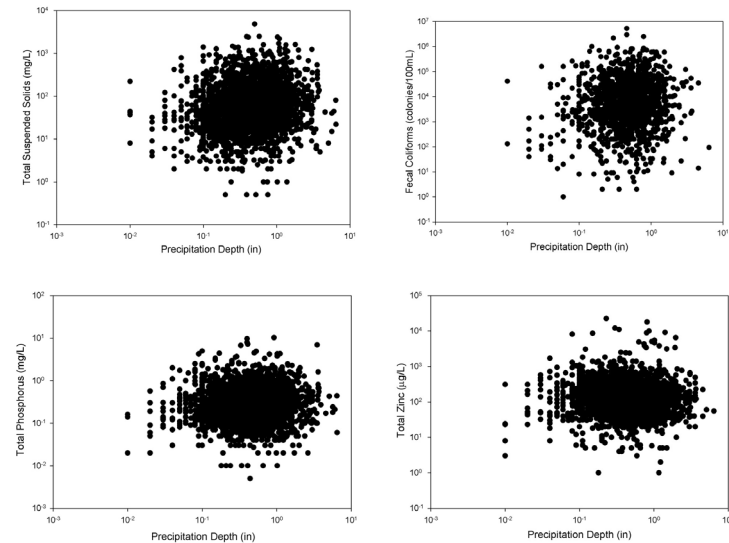 10⁴
10³
10²
10¹
10⁰
10⁻¹
10⁻³ 10⁻² 10⁻¹ 10⁰ 10¹
Total Suspended Solids (mg/L)
Precipitation Depth (in)
10⁷
10⁶
10⁵
10⁴
10³
10²
10¹
10⁰
10⁻¹
10⁻³ 10⁻² 10⁻¹ 10⁰ 10¹
Fecal Coliforms (colonies/100mL)
Precipitation Depth (in)
10²
10¹
10⁰
10⁻¹
10⁻²
10⁻³
10⁻³ 10⁻² 10⁻¹ 10⁰ 10¹
Total Phosphorus (mg/L)
Precipitation Depth (in)
10⁵
10⁴
10³
10²
10¹
10⁰
10⁻¹
10⁻³ 10⁻² 10⁻¹ 10⁰ 10¹
Total Zinc (μg/L)
Precipitation Depth (in)